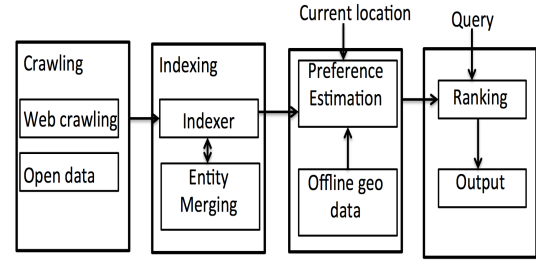 Current location
Query
Crawling
Web crawling
Open data
Indexing
Indexer
Entity
Merging
Preference
Estimation
Offline geo
data
Ranking
Output